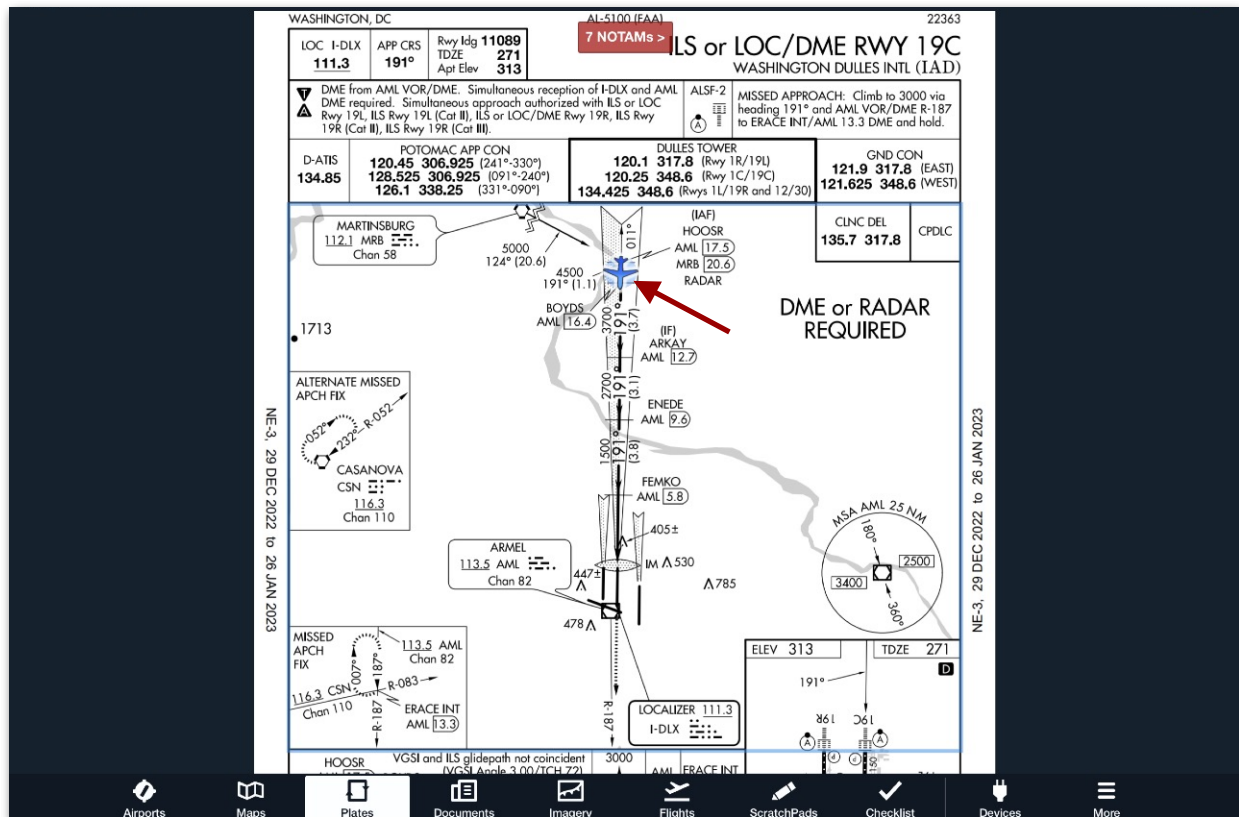 WASHINGTON, DC
AL-5100 (FAA)
22363
7 NOTAMs >
LOC I-DLX
111.3
APP CRS
191°
Rwy ldg 11089
TDZE 271
Apt Elev 313
ILS or LOC/DME RWY 19C
WASHINGTON DULLES INTL (IAD)
T
A
DME from AML VOR/DME. Simultaneous reception of I-DLX and AML
DME required. Simultaneous approach authorized with ILS or LOC
Rwy 19L, ILS Rwy 19L (Cat II), ILS or LOC/DME Rwy 19R, ILS Rwy
19R (Cat II), ILS Rwy 19R (Cat III).
ALSF-2
A
MISSED APPROACH: Climb to 3000 via
heading 191° and AML VOR/DME R-187
to ERACE INT/AML 13.3 DME and hold.
D-ATIS
134.85
POTOMAC APP CON
120.45 306.925 (241°-330°)
128.525 306.925 (091°-240°)
126.1 338.25 (331°-090°)
DULLES TOWER
120.1 317.8 (Rwy 1R/19L)
120.25 348.6 (Rwy 1C/19C)
134.425 348.6 (Rwys 1L/19R and 12/30)
GND CON
121.9 317.8 (EAST)
121.625 348.6 (WEST)
CLNC DEL
135.7 317.8
CPDLC
MARTINSBURG
112.1 MRB
Chan 58
5000
124° (20.6)
011°
(IAF)
HOOSR
AML 17.5
MRB 20.6
RADAR
4500
191° (1.1)
BOYDS
AML 16.4
DME or RADAR
REQUIRED
3700
191°
(3.7)
(IF)
ARKAY
AML 12.7
1713
2700
191°
(3.1)
ENEDE
AML 9.6
1500
191°
(3.8)
FEMKO
AML 5.8
ALTERNATE MISSED
APCH FIX
052°
232°
R-052
CASANOVA
CSN
116.3
Chan 110
NE-3, 29 DEC 2022 to 26 JAN 2023
NE-3, 29 DEC 2022 to 26 JAN 2023
405±
IM
530
447±
785
478
ARMEL
113.5 AML
Chan 82
MSA AML 25 NM
180°
2500
3400
360°
MISSED
APCH
FIX
113.5 AML
Chan 82
007°
187°
R-083
116.3 CSN
Chan 110
R-187
ERACE INT
AML 13.3
R-187
LOCALIZER 111.3
I-DLX
ELEV 313
TDZE 271
D
191°
19R
19C
A
A
P
P
150
HOOSR
VGSI and ILS glidepath not coincident
(VGSI Angle 3.00/TCH 72)
3000
AML
ERACE INT
Airports
Maps
Plates
Documents
Imagery
Flights
ScratchPads
Checklist
Devices
More